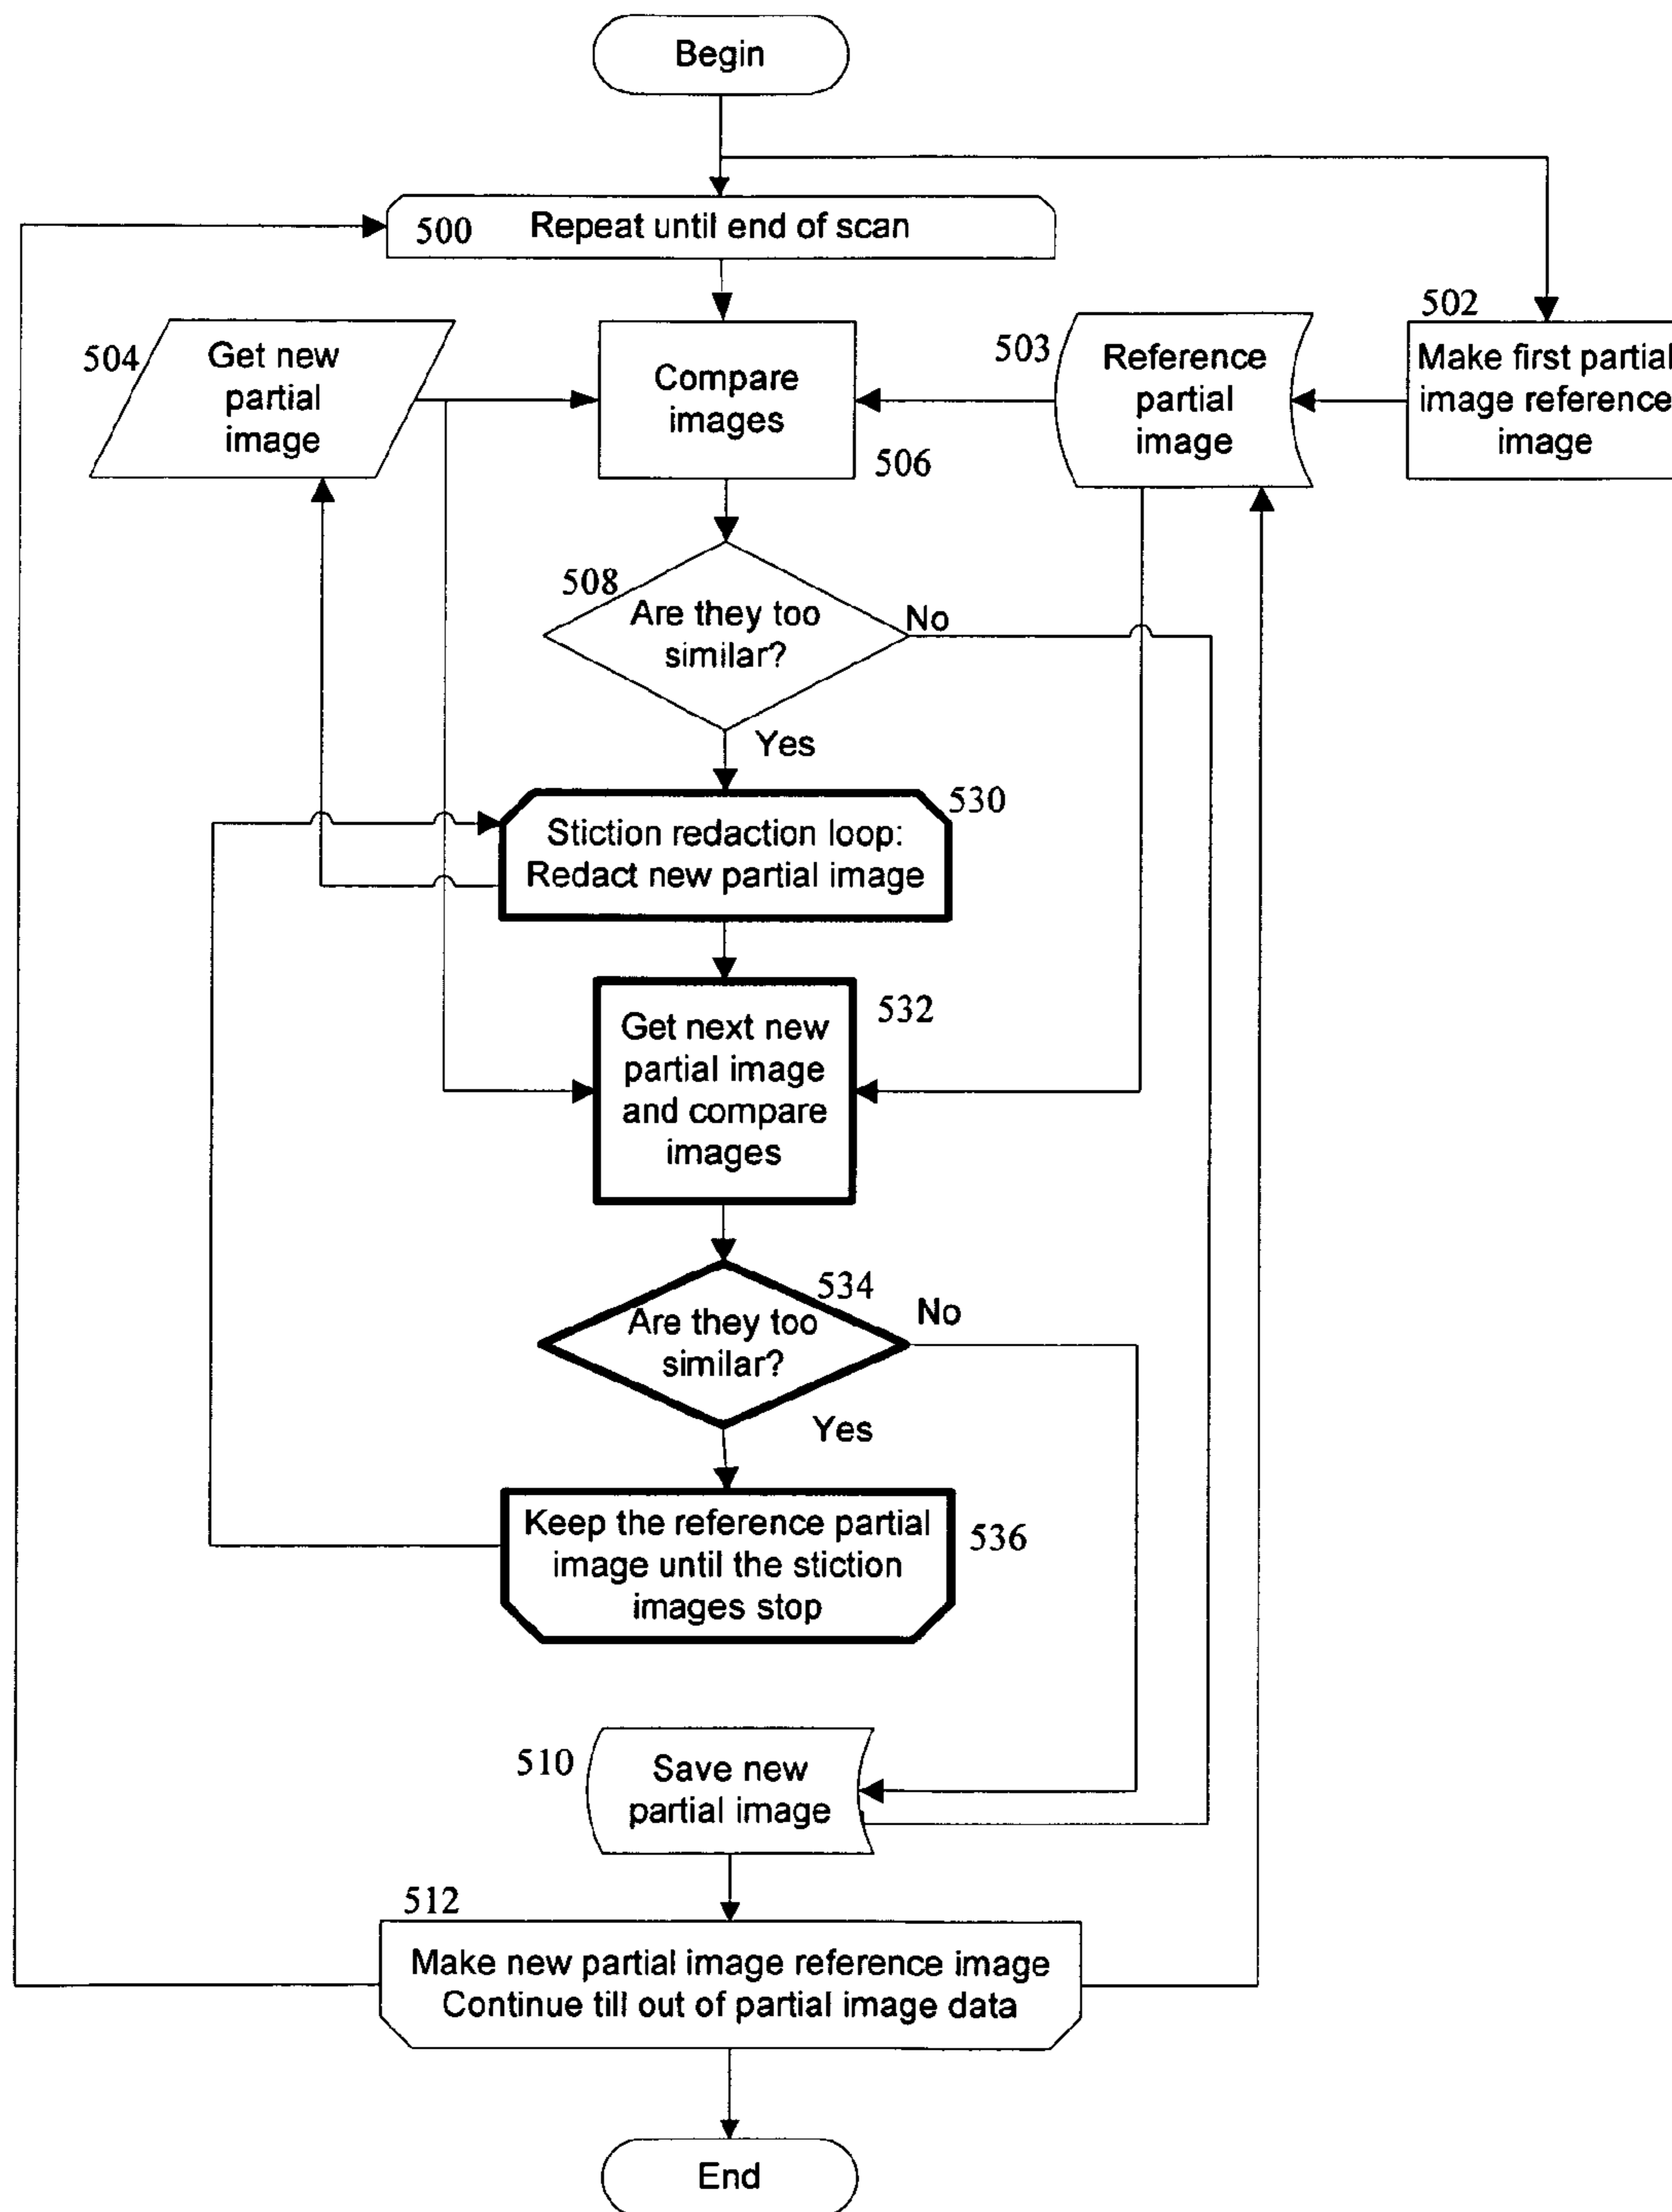 Begin
500 Repeat until end of scan
502
504
Get new
partial
image
Compare
images
506
503
Reference
partial
image
Make first partial
image reference
image
508
Are they too
similar?
No
Yes
530
Stiction redaction loop:
Redact new partial image
532
Get next new
partial image
and compare
images
534
Are they too
similar?
No
Yes
Keep the reference partial
image until the stiction
images stop
536
510
Save new
partial image
512
Make new partial image reference image
Continue till out of partial image data
End